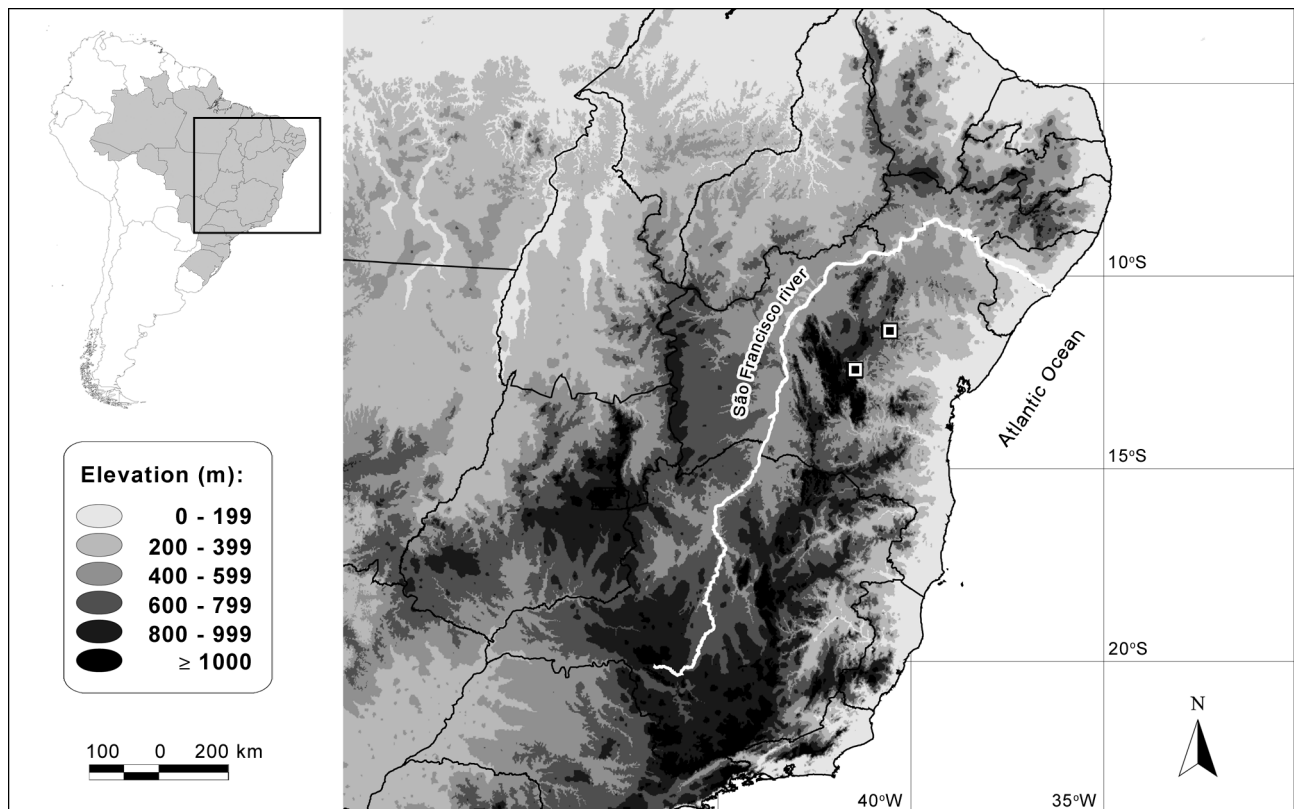 Elevation (m):
0 - 199
200 - 399
400 - 599
600 - 799
800 - 999
≥ 1000
100 0 200 km
São Francisco river
Atlantic Ocean
10°S
15°S
20°S
40°W
35°W
N